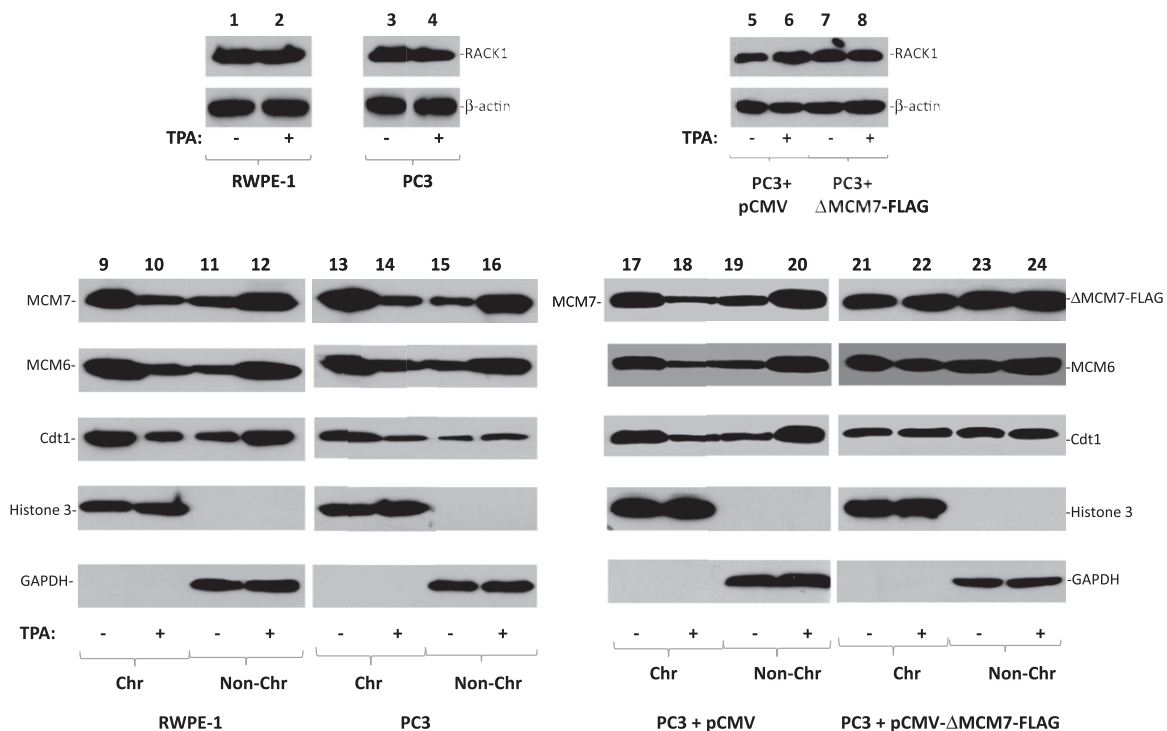 1 2 3 4 5 6 7 8
-RACK1 -RACK1
-β-actin -β-actin
TPA: - + - + TPA: - + - +
RWPE-1 PC3 PC3+ PC3+
pCMV ΔMCM7-FLAG
9 10 11 12 13 14 15 16 17 18 19 20 21 22 23 24
MCM7- MCM7- -ΔMCM7-FLAG
MCM6- -MCM6
Cdt1- -Cdt1
Histone 3- -Histone 3
GAPDH- -GAPDH
TPA: - + - + - + - + - + - + - + - +
Chr Non-Chr Chr Non-Chr Chr Non-Chr Chr Non-Chr
RWPE-1 PC3 PC3 + pCMV PC3 + pCMV-ΔMCM7-FLAG